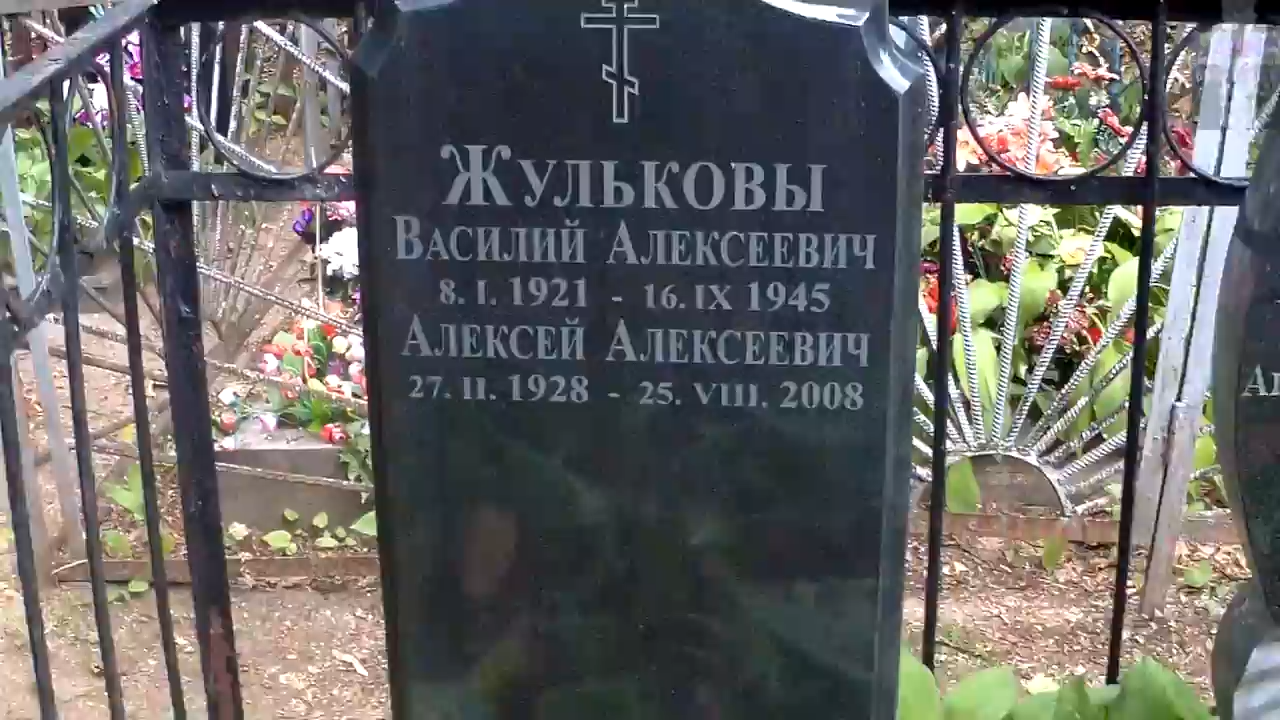 Жульковы
Василий Алексеевич
8. I. 1921 - 16. IX 1945
Алексей Алексеевич
27. II. 1928 - 25. VIII. 2008